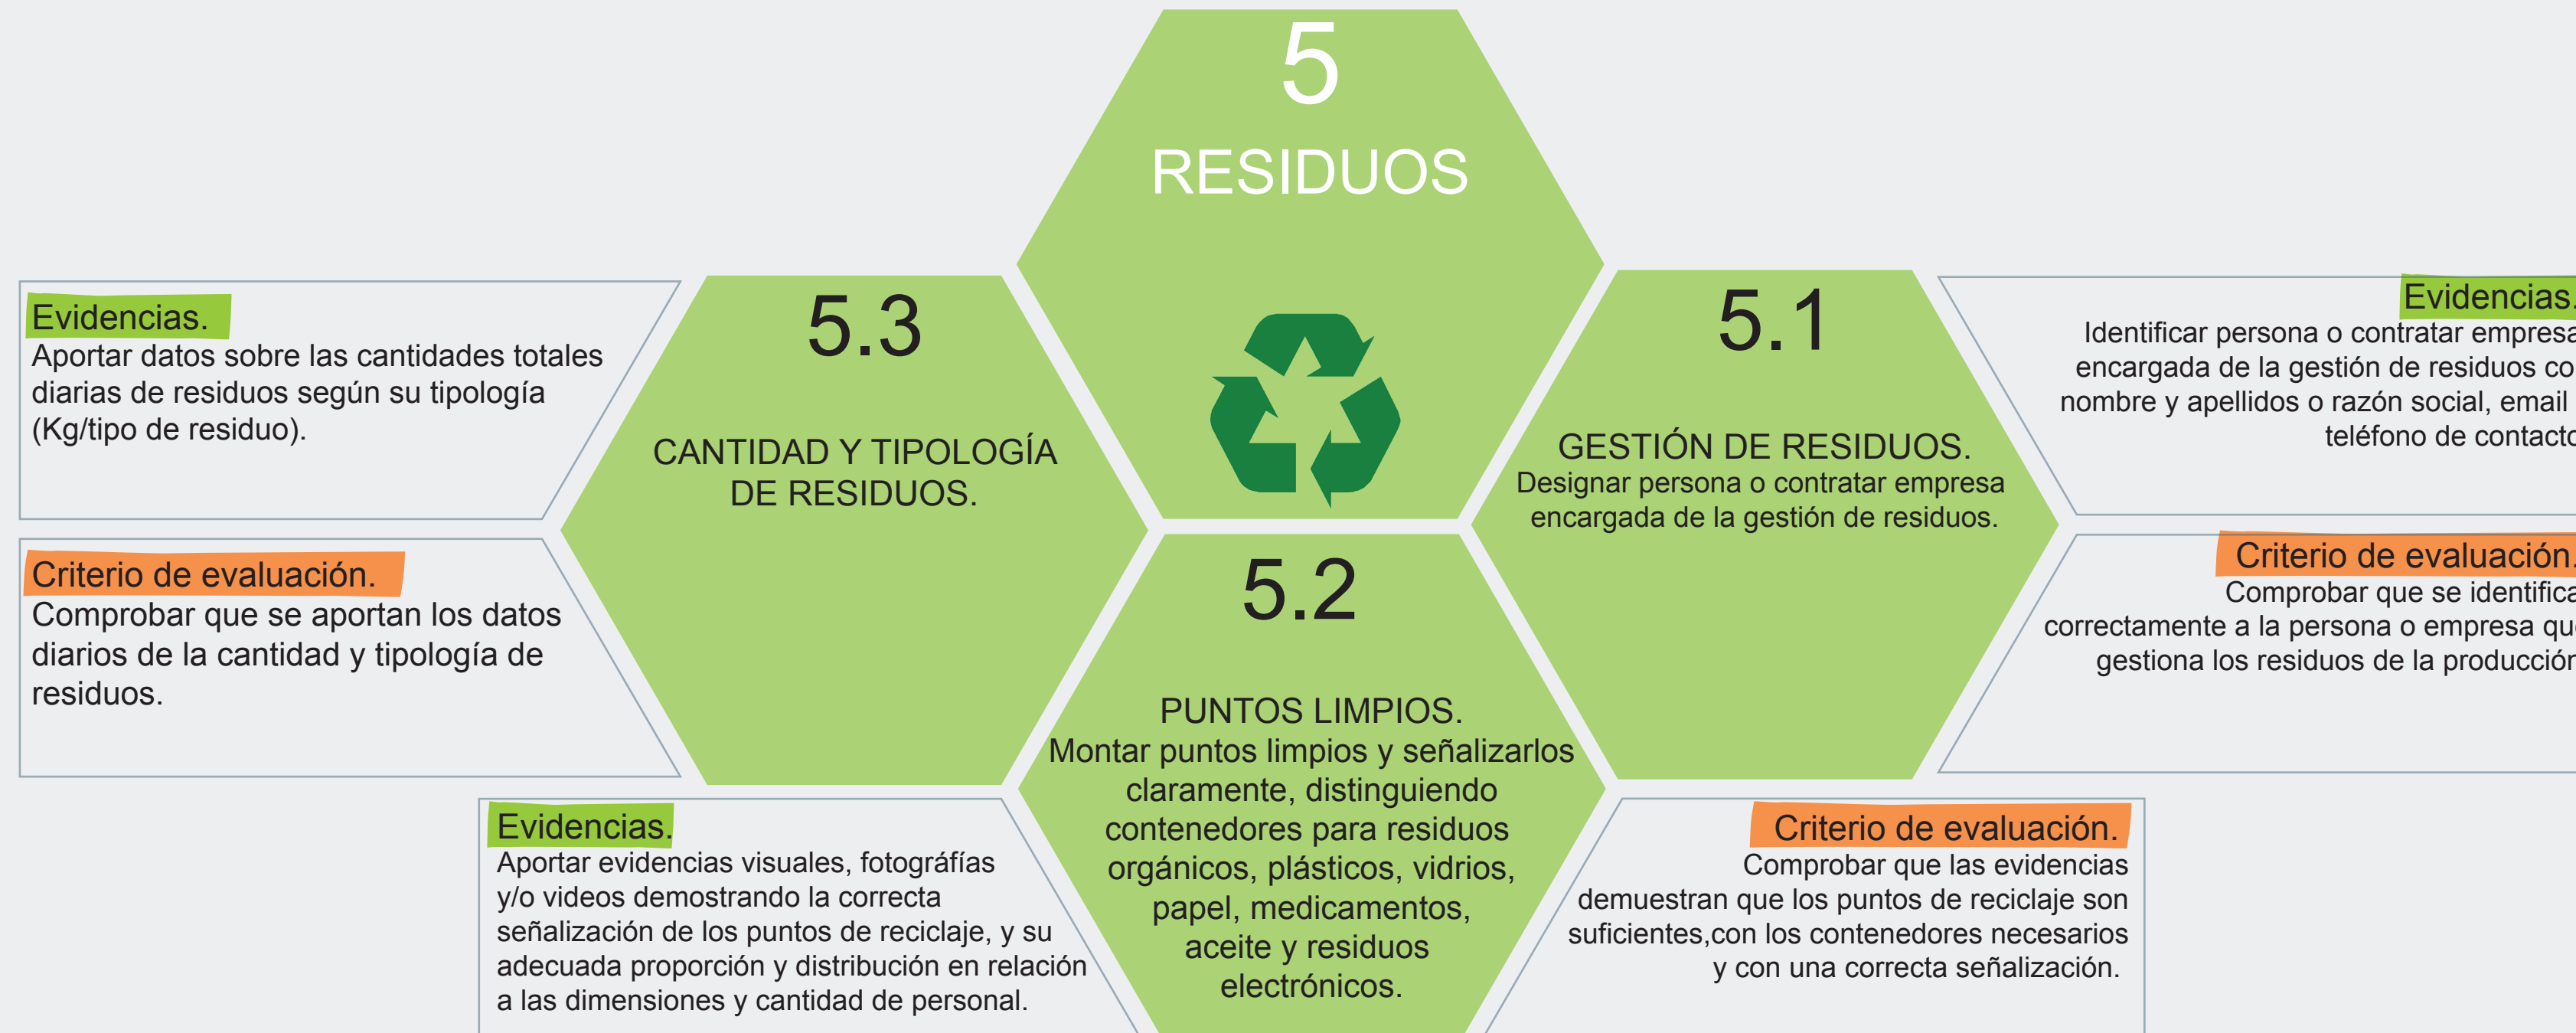 5
RESIDUOS
5.3
CANTIDAD Y TIPOLOGÍA
DE RESIDUOS.
Evidencias.
Aportar datos sobre las cantidades totales
diarias de residuos según su tipología
(Kg/tipo de residuo).
Criterio de evaluación.
Comprobar que se aportan los datos
diarios de la cantidad y tipología de
residuos.
5.1
GESTIÓN DE RESIDUOS.
Designar persona o contratar empresa
encargada de la gestión de residuos.
Evidencias.
Identificar persona o contratar empresa
encargada de la gestión de residuos co
nombre y apellidos o razón social, email
teléfono de contacto
Criterio de evaluación.
Comprobar que se identifica
correctamente a la persona o empresa que
gestiona los residuos de la producción
5.2
PUNTOS LIMPIOS.
Montar puntos limpios y señalizarlos
claramente, distinguiendo
contenedores para residuos
orgánicos, plásticos, vidrios,
papel, medicamentos,
aceite y residuos
electrónicos.
Evidencias.
Aportar evidencias visuales, fotográfías
y/o videos demostrando la correcta
señalización de los puntos de reciclaje, y su
adecuada proporción y distribución en relación
a las dimensiones y cantidad de personal.
Criterio de evaluación.
Comprobar que las evidencias
demuestran que los puntos de reciclaje son
suficientes,con los contenedores necesarios
y con una correcta señalización.